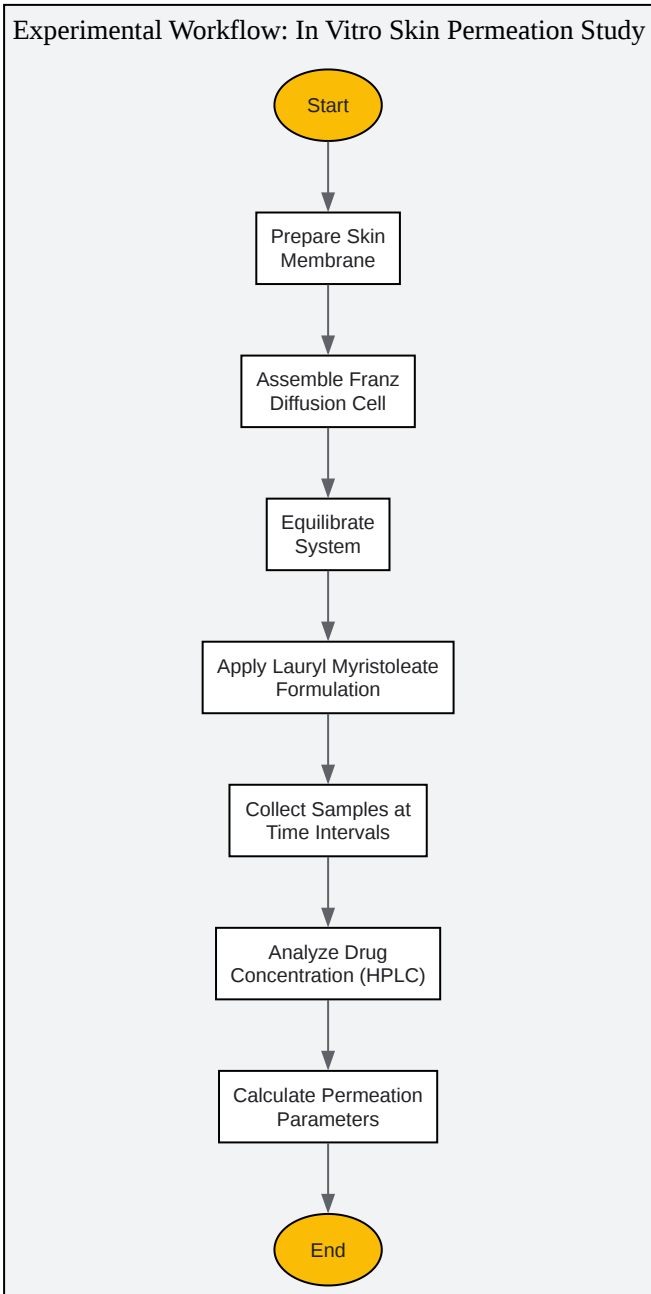 Experimental Workflow: In Vitro Skin Permeation Study
Start
Prepare Skin
Membrane
Assemble Franz
Diffusion Cell
Equilibrate
System
Apply Lauryl Myristoleate
Formulation
Collect Samples at
Time Intervals
Analyze Drug
Concentration (HPLC)
Calculate Permeation
Parameters
End